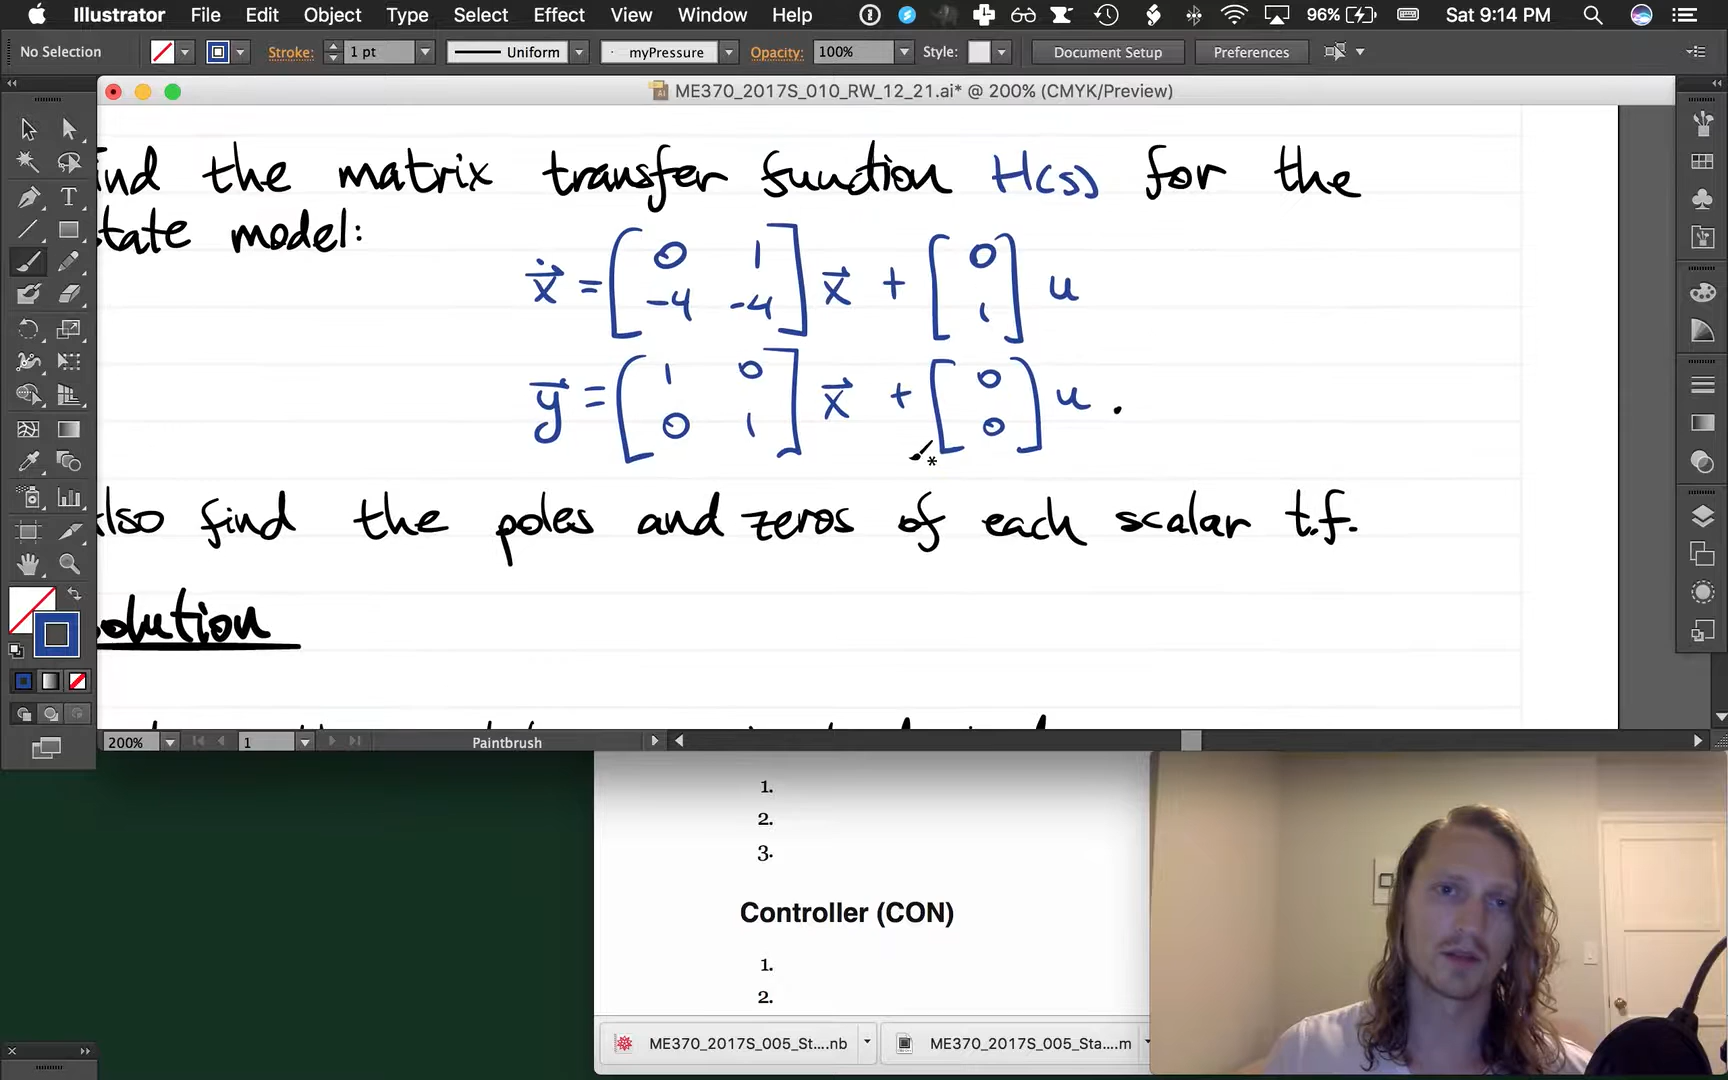 Illustrator File Edit Object Type Select Effect View Window Help 96% Sat 9:14 PM
No Selection Stroke: 1 pt Uniform myPressure Opacity: 100% Style: Document Setup Preferences
ME370_2017S_010_RW_12_21.ai* @ 200% (CMYK/Preview)
ind the matrix transfer function H(s) for the
tate model:
ẋ = [ 0 1 ; -4 -4 ] x + [ 0 ; 1 ] u
y = [ 1 0 ; 0 1 ] x + [ 0 ; 0 ] u .
lso find the poles and zeros of each scalar t.f.
olution
200% 1 Paintbrush
1.
2.
3.
Controller (CON)
1.
2.
ME370_2017S_005_St....nb ME370_2017S_005_Sta....m